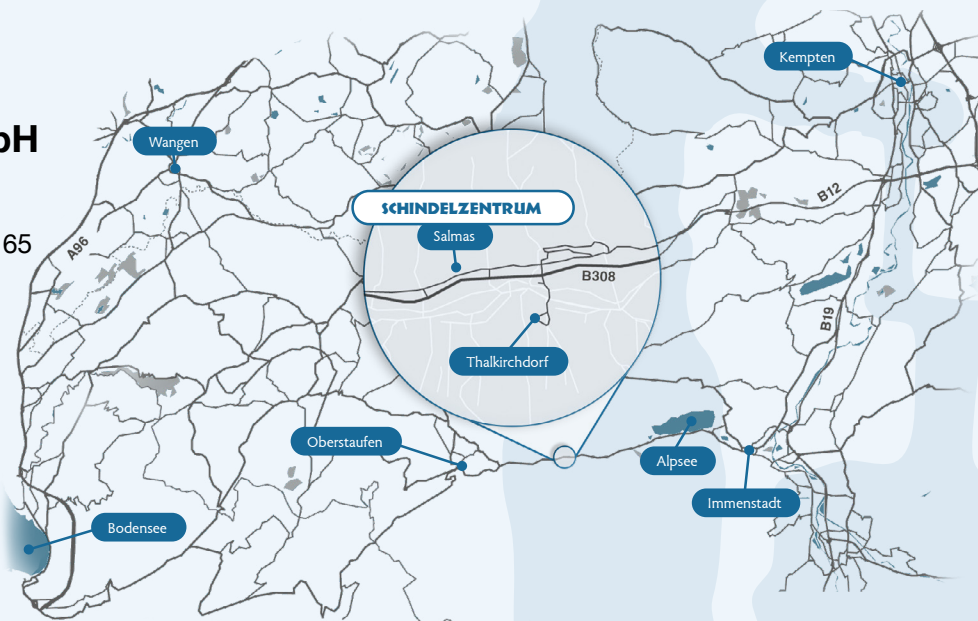 Kempten
bH
Wangen
B12
SCHINDELZENTRUM
Salmas
65
A96
B308
B19
Thalkirchdorf
Oberstaufen
Alpsee
Immenstadt
Bodensee